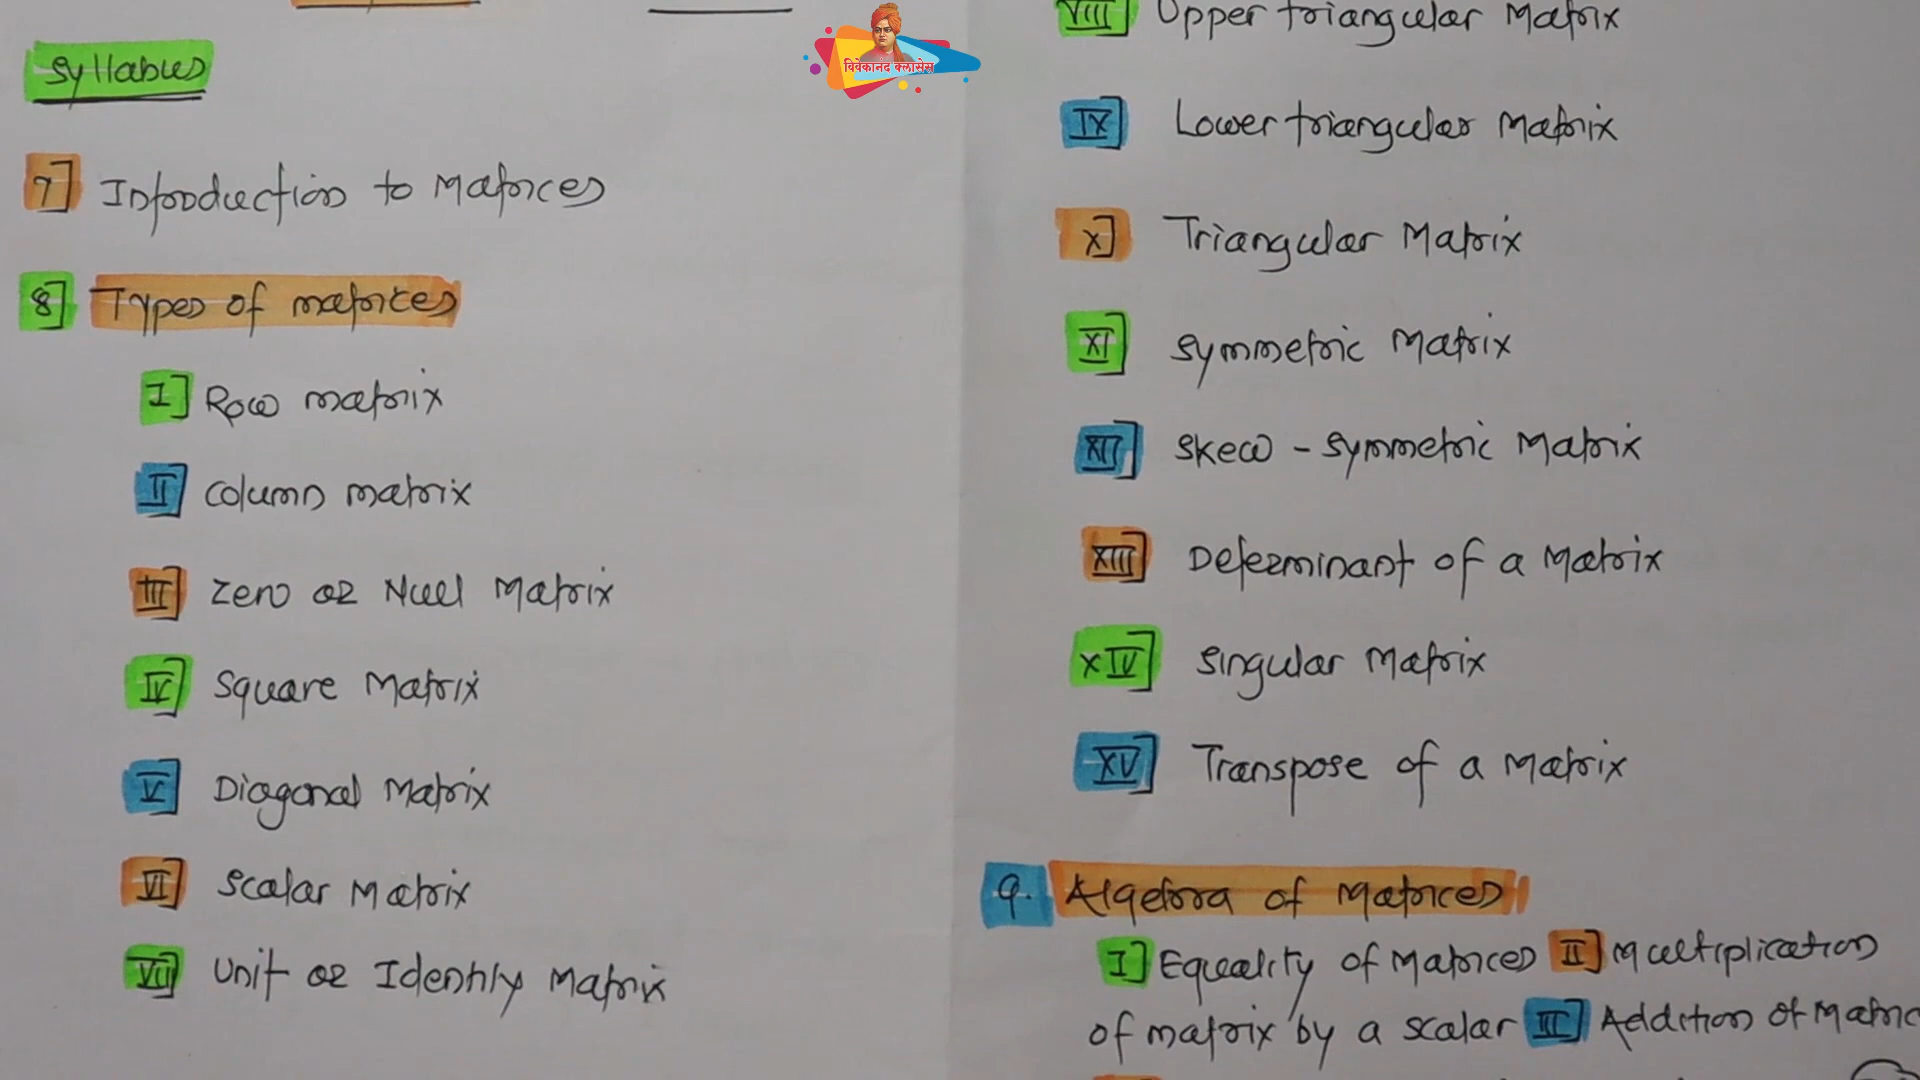 Syllabus
7] Introduction to Matrices
8] Types of matrices
I] Row matrix
II] Column matrix
III] Zero or Null Matrix
IV] Square Matrix
V] Diagonal Matrix
VI] Scalar Matrix
VII] Unit or Identity Matrix
विवेकानंद क्लासेस
VIII] Upper triangular Matrix
IX] Lower triangular Matrix
X] Triangular Matrix
XI] Symmetric Matrix
XII] Skew - Symmetric Matrix
XIII] Determinant of a Matrix
XIV] Singular Matrix
XV] Transpose of a Matrix
9. Algebra of Matrices
I] Equality of Matrices II] Multiplication
of matrix by a scalar III] Addition of Matric